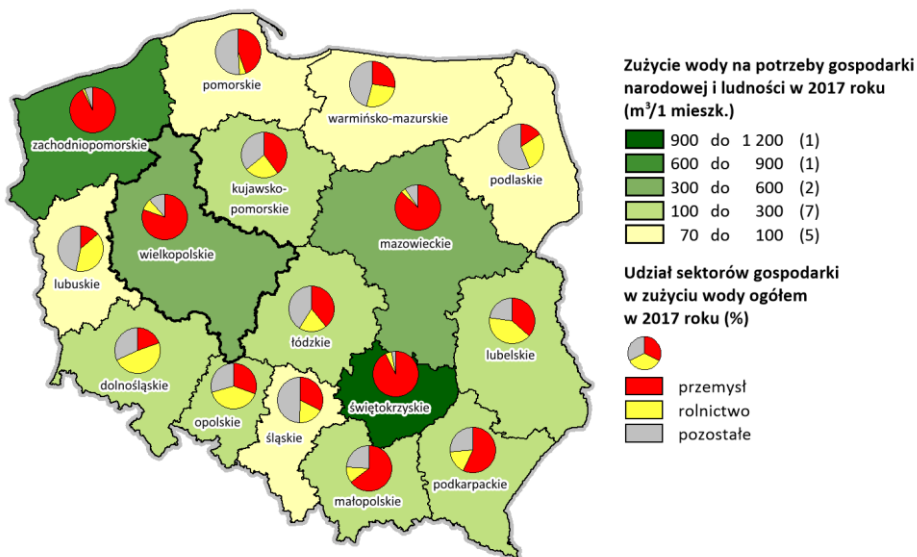 pomorskie
warmińsko-mazurskie
zachodniopomorskie
podlaskie
kujawsko-
pomorskie
mazowieckie
wielkopolskie
lubuskie
łódzkie
lubelskie
dolnośląskie
opolskie
śląskie
świętokrzyskie
małopolskie
podkarpackie
Zużycie wody na potrzeby gospodarki
narodowej i ludności w 2017 roku
(m³/1 mieszk.)
900 do 1 200 (1)
600 do 900 (1)
300 do 600 (2)
100 do 300 (7)
70 do 100 (5)
Udział sektorów gospodarki
w zużyciu wody ogółem
w 2017 roku (%)
przemysł
rolnictwo
pozostałe